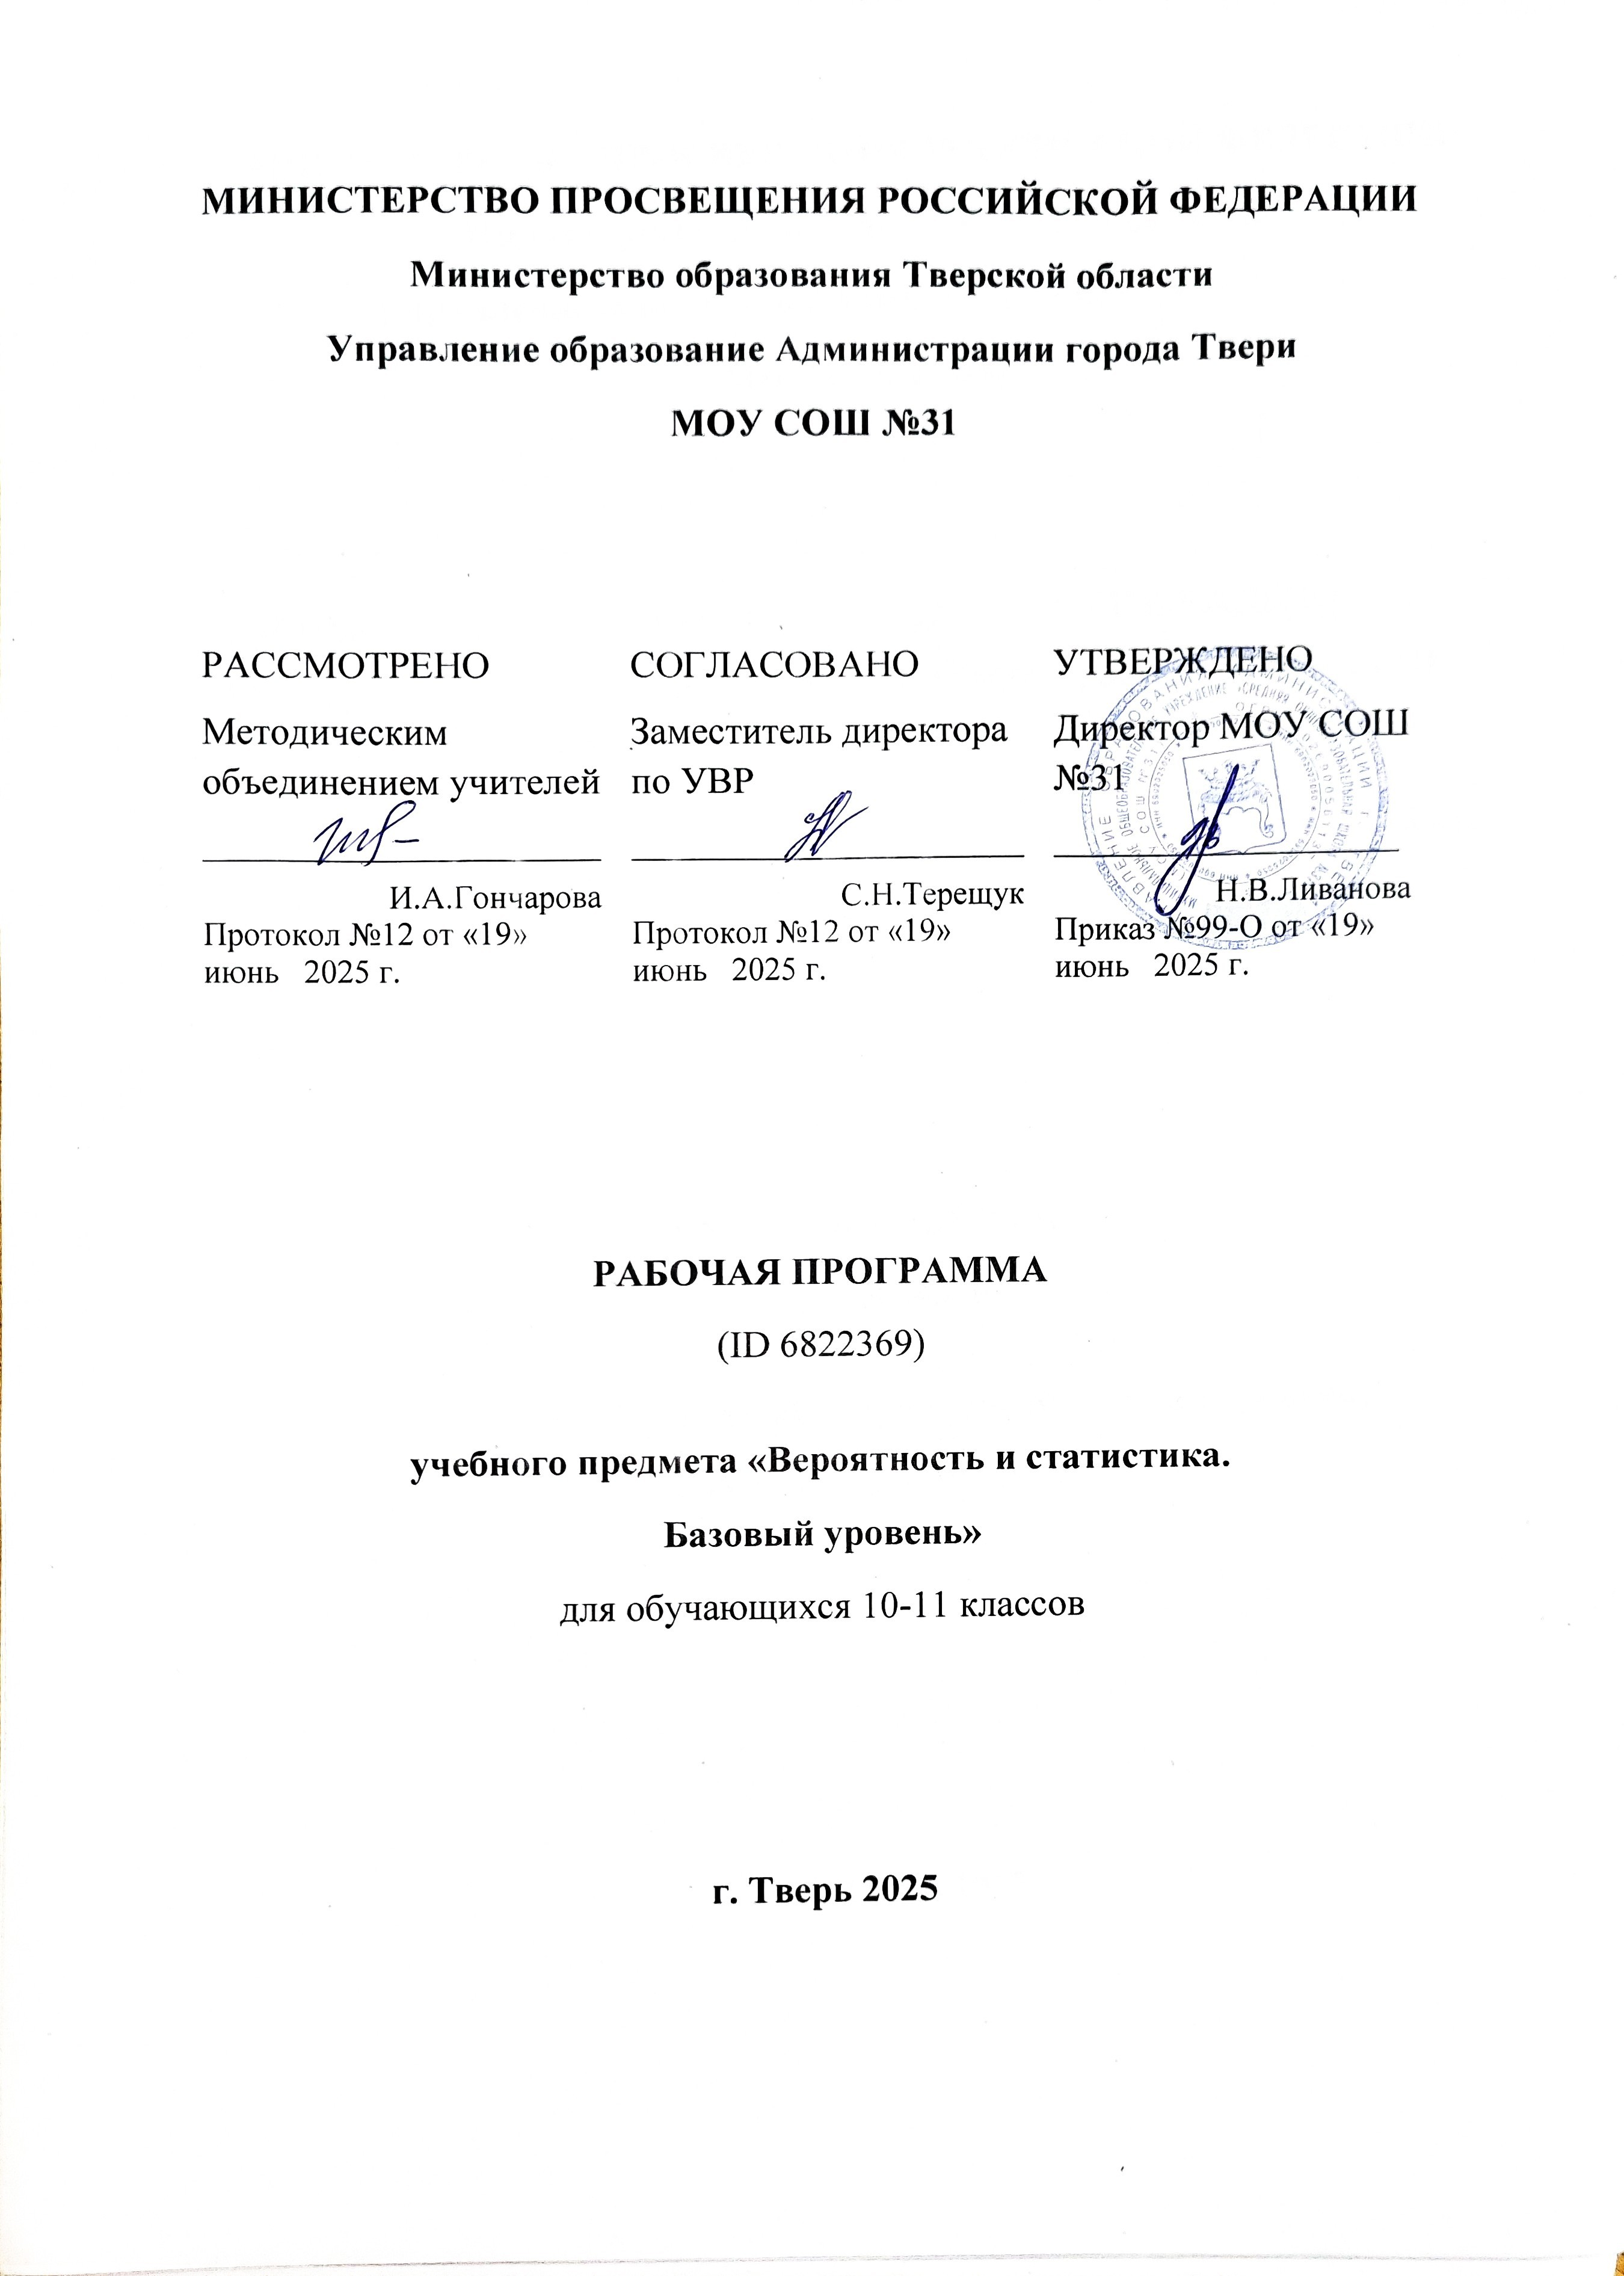 МИНИСТЕРСТВО ПРОСВЕЩЕНИЯ РОССИЙСКОЙ ФЕДЕРАЦИИ
Министерство образования Тверской области
Управление образование Администрации города Твери
МОУ СОШ №31
РАССМОТРЕНО
Методическим
объединением учителей
И.А.Гончарова
Протокол №12 от «19»
июнь 2025 г.
СОГЛАСОВАНО
Заместитель директора
по УВР
С.Н.Терещук
Протокол №12 от «19»
июнь 2025 г.
УТВЕРЖДЕНО
Директор МОУ СОШ
№31
Н.В.Ливанова
Приказ №99-О от «19»
июнь 2025 г.
РАБОЧАЯ ПРОГРАММА
(ID 6822369)
учебного предмета «Вероятность и статистика.
Базовый уровень»
для обучающихся 10-11 классов
г. Тверь 2025